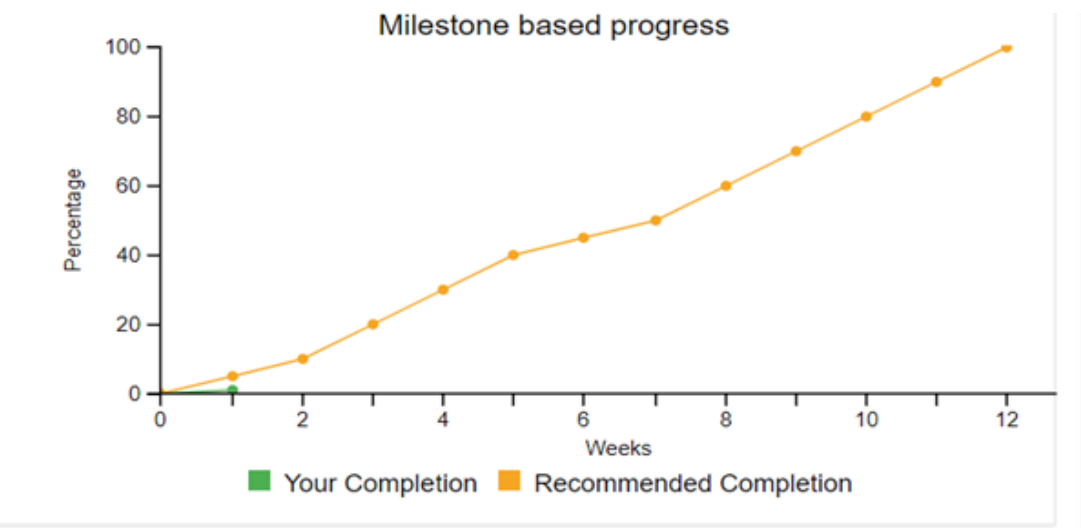 Milestone based progress
100
80
60
40
20
0
Percentage
0 2 4 6 8 10 12
Weeks
Your Completion Recommended Completion